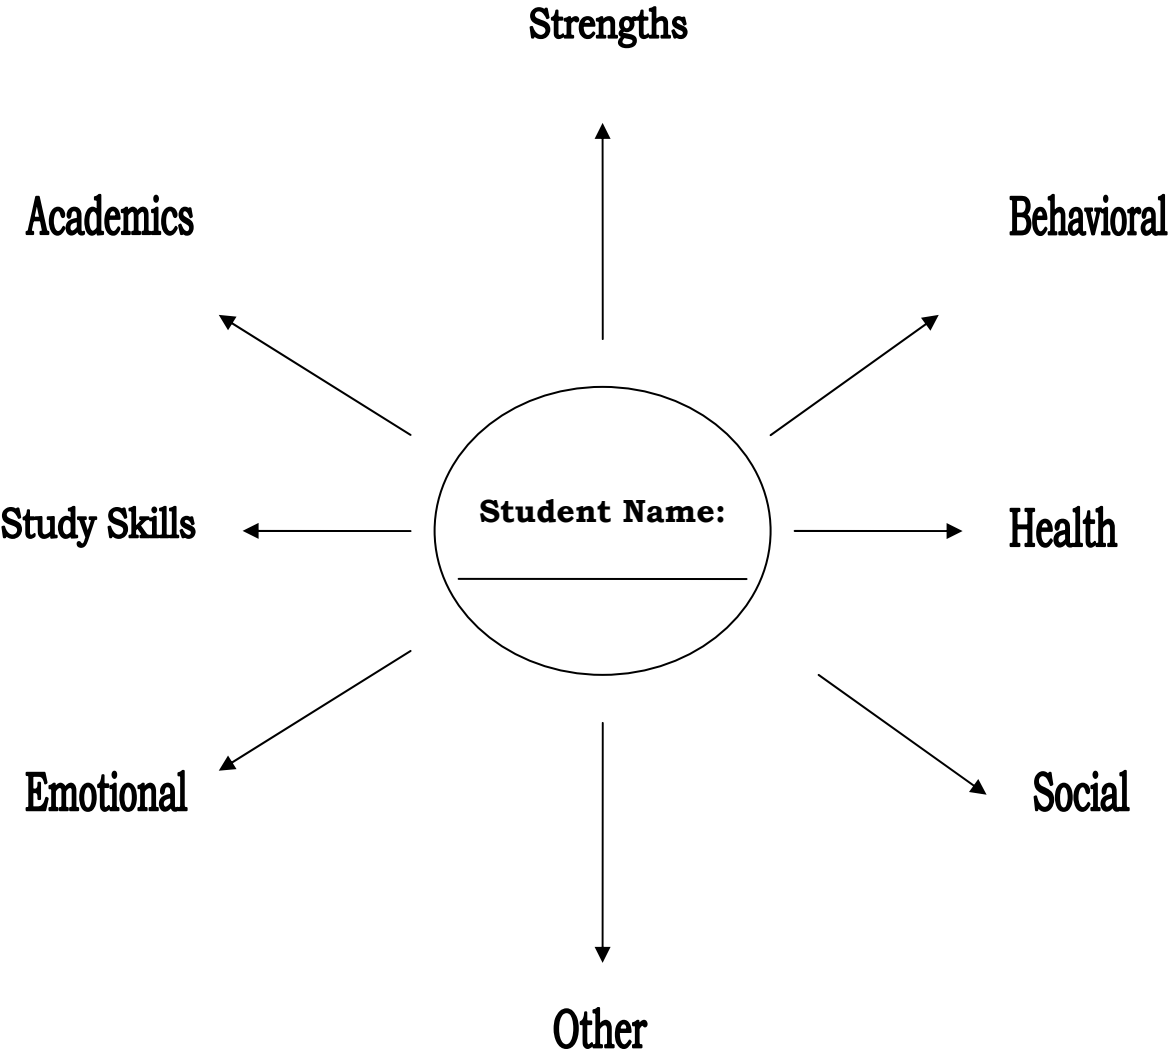 Strengths
Academics
Behavioral
Student Name:
Study Skills
Health
Emotional
Social
Other